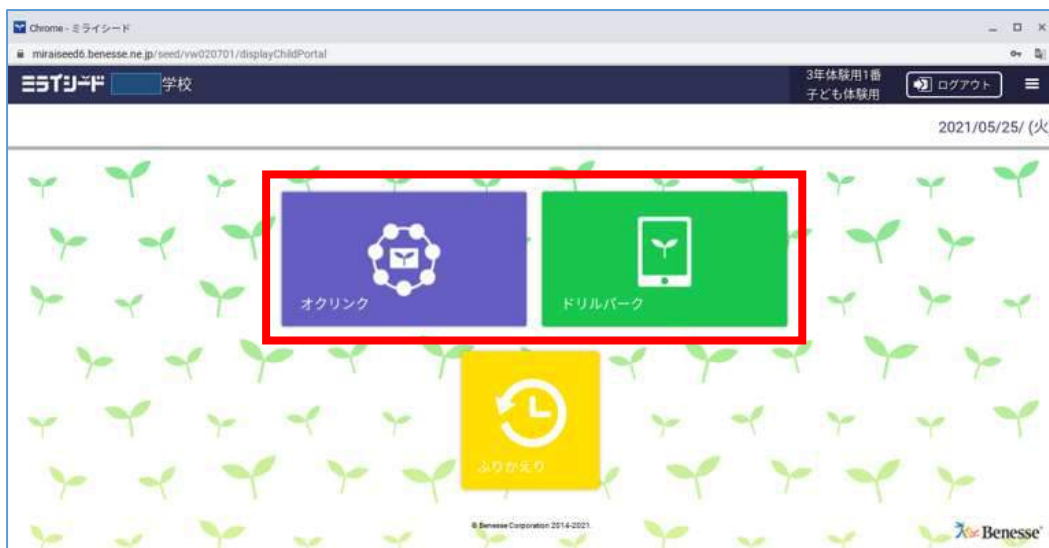 Chrome - ミライシード
miraiseed6.benesse.ne.jp/seed/vw020701/displayChildPortal
ミライシード 学校
3年体験用1番
子ども体験用
ログアウト
2021/05/25/ (火
オクリンク
ドリルパーク
ふりかえり
© Benesse Corporation 2014-2021.
Benesse